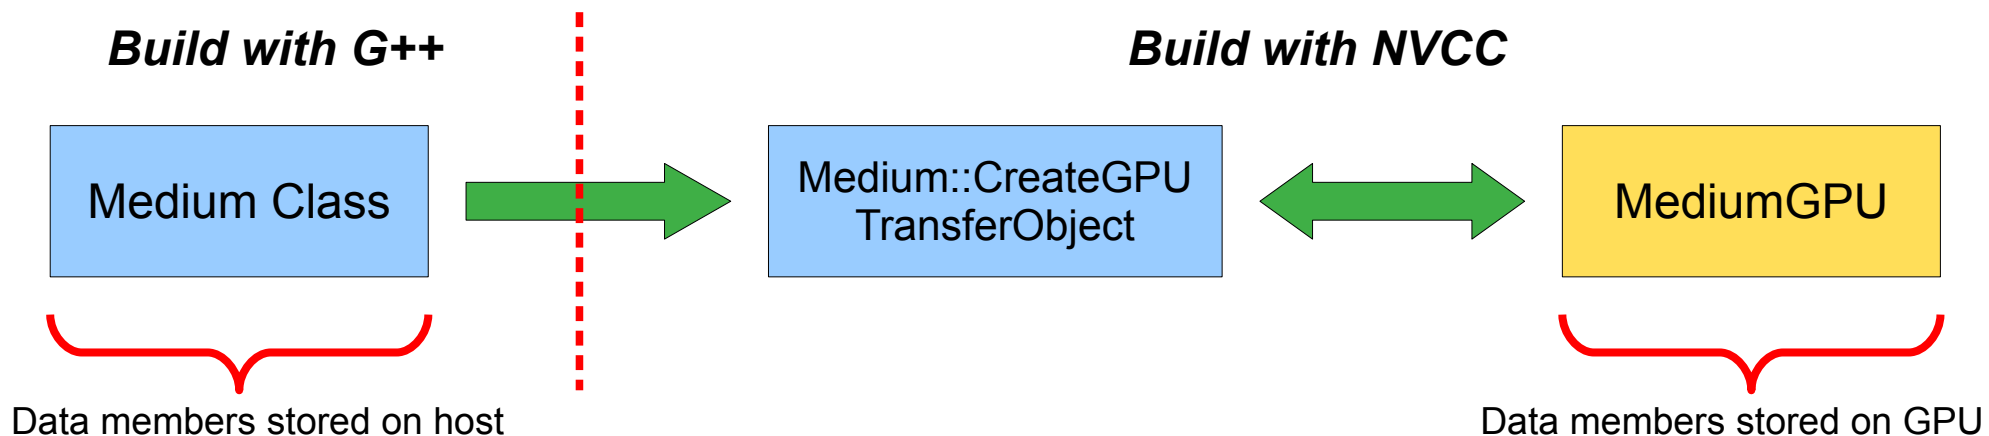 Build with G++
Build with NVCC
Medium Class
Medium::CreateGPU
TransferObject
MediumGPU
Data members stored on host
Data members stored on GPU